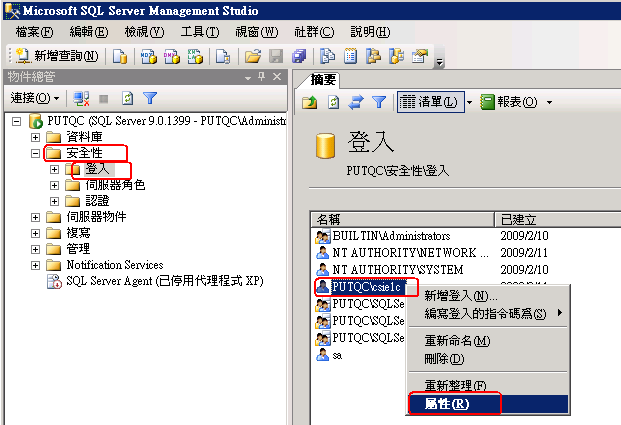 Microsoft SQL Server Management Studio
檔案(F) 編輯(E) 檢視(V) 工具(T) 視窗(W) 社群(C) 說明(H)
新增查詢(N)
物件總管
摘要
連接(O)
清單(L) 報表(O)
PUTQC (SQL Server 9.0.1399 - PUTQC\Administr
資料庫
安全性
登入
伺服器角色
認證
伺服器物件
複寫
管理
Notification Services
SQL Server Agent (已停用代理程式 XP)
登入
PUTQC\安全性\登入
名稱 已建立
BUILTIN\Administrators 2009/2/10
NT AUTHORITY\NETWORK ... 2009/2/11
NT AUTHORITY\SYSTEM 2009/2/10
PUTQC\csie1c
PUTQC\SQLSe
PUTQC\SQLSe
PUTQC\SQLSe
sa
新增登入(N)...
編寫登入的指令碼為(S)
重新命名(M)
刪除(D)
重新整理(F)
屬性(R)